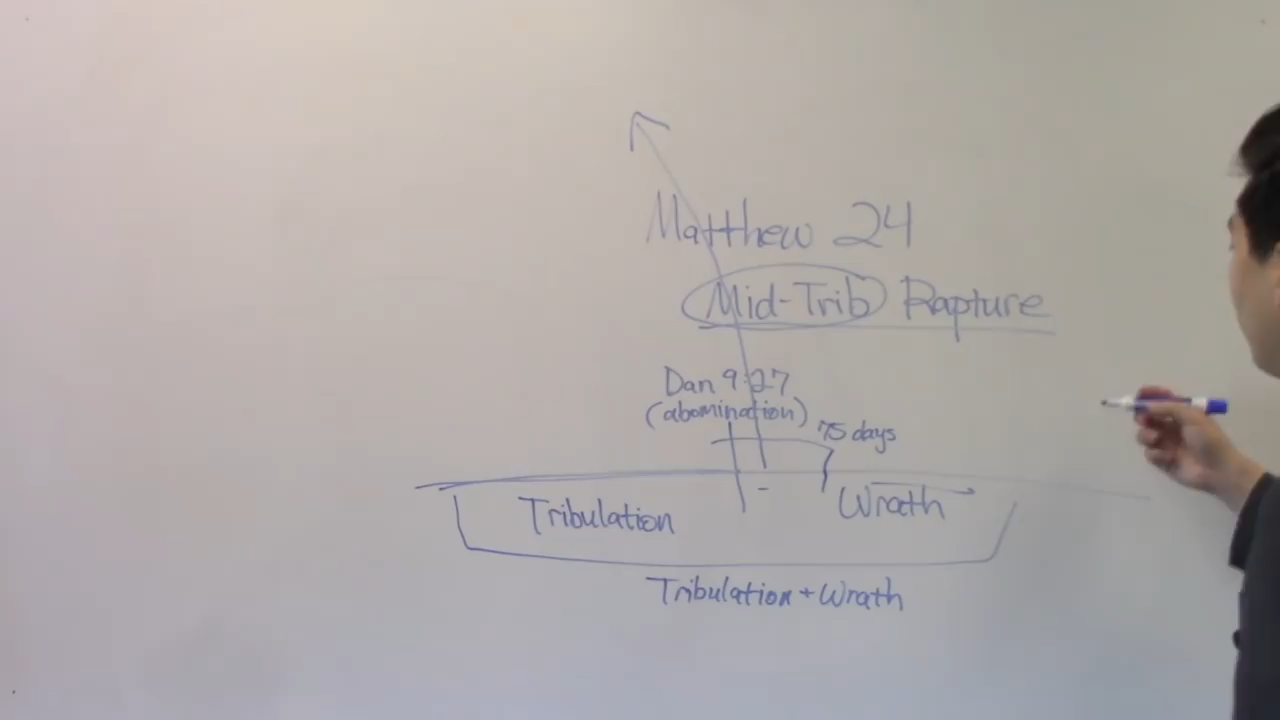 Matthew 24
Mid-Trib Rapture
Dan 9:27
(abomination)
75 days
Tribulation
Wrath
Tribulation + Wrath